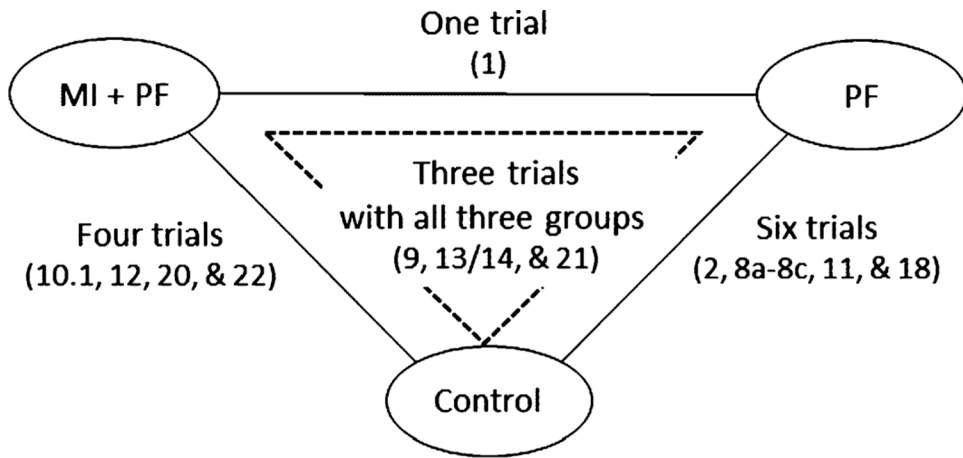 One trial
(1)
MI + PF
PF
Three trials
with all three groups
(9, 13/14, & 21)
Four trials
(10.1, 12, 20, & 22)
Six trials
(2, 8a-8c, 11, & 18)
Control